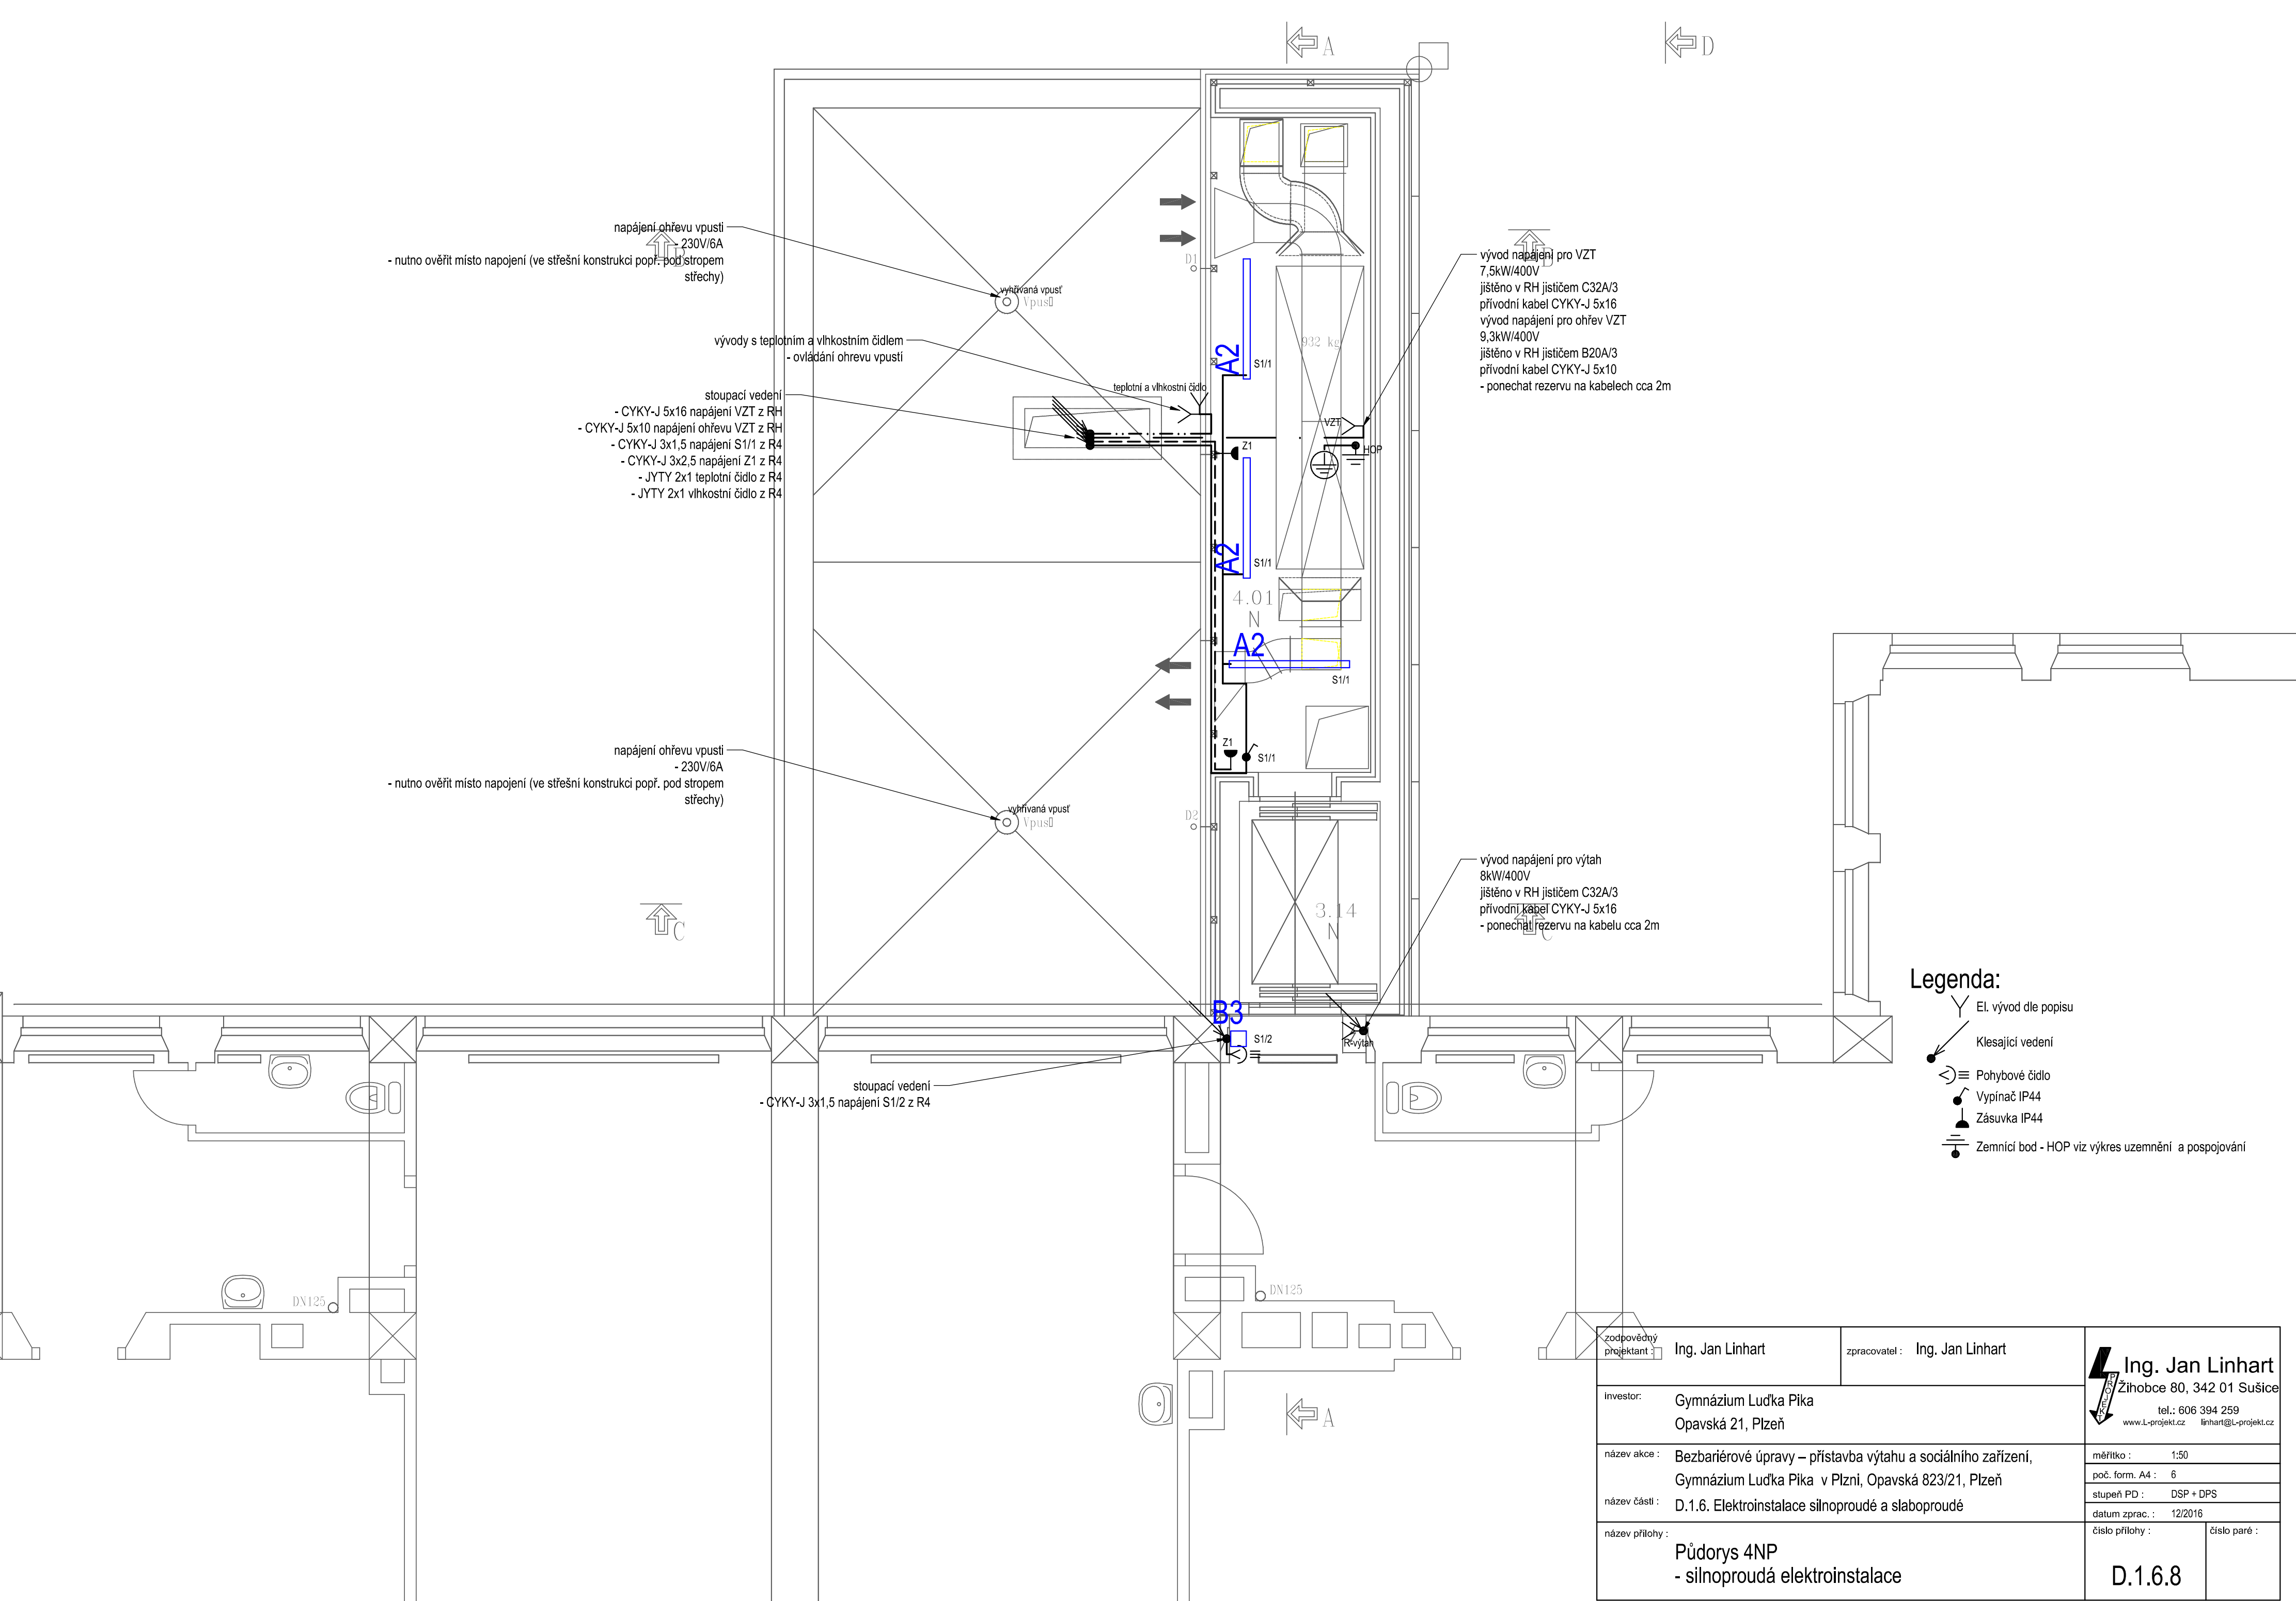 A
D
napájení ohřevu vpusti
- 230V/6A
- nutno ověřit místo napojení (ve střešní konstrukci popř. pod stropem
střechy)
B
vyhřívaná vpusť
Vpus
D1
B
vývod napájení pro VZT
7,5kW/400V
jištěno v RH jističem C32A/3
přívodní kabel CYKY-J 5x16
vývod napájení pro ohřev VZT
9,3kW/400V
jištěno v RH jističem B20A/3
přívodní kabel CYKY-J 5x10
- ponechat rezervu na kabelech cca 2m
vývody s teplotním a vlhkostním čidlem
- ovládání ohrevu vpusti
932 kg
A2
S1/1
teplotní a vlhkostní čidlo
stoupací vedení
- CYKY-J 5x16 napájení VZT z RH
- CYKY-J 5x10 napájení ohřevu VZT z RH
- CYKY-J 3x1,5 napájení S1/1 z R4
- CYKY-J 3x2,5 napájení Z1 z R4
- JYTY 2x1 teplotní čidlo z R4
- JYTY 2x1 vlhkostní čidlo z R4
VZT
Z1
HOP
A2
S1/1
4.01
N
A2
S1/1
Z1
S1/1
napájení ohřevu vpusti
- 230V/6A
- nutno ověřit místo napojení (ve střešní konstrukci popř. pod stropem
střechy)
vyhřívaná vpusť
Vpus
D2
vývod napájení pro výtah
8kW/400V
jištěno v RH jističem C32A/3
přívodní kabel CYKY-J 5x16
- ponechat rezervu na kabelu cca 2m
3.14
N
C
C
B3
S1/2
R-výtah
stoupací vedení
- CYKY-J 3x1,5 napájení S1/2 z R4
Legenda:
El. vývod dle popisu
Klesající vedení
Pohybové čidlo
Vypínač IP44
Zásuvka IP44
Zemnící bod - HOP viz výkres uzemnění a pospojování
DN125
DN125
A
zodpovědný
projektant :
Ing. Jan Linhart
zpracovatel :
Ing. Jan Linhart
PROJEKT
Ing. Jan Linhart
Žihobce 80, 342 01 Sušice
tel.: 606 394 259
www.L-projekt.cz linhart@L-projekt.cz
investor:
Gymnázium Luďka Pika
Opavská 21, Plzeň
název akce :
Bezbariérové úpravy – přístavba výtahu a sociálního zařízení,
Gymnázium Luďka Pika v Plzni, Opavská 823/21, Plzeň
název části :
D.1.6. Elektroinstalace silnoproudé a slaboproudé
měřítko : 1:50
poč. form. A4 : 6
stupeň PD : DSP + DPS
datum zprac. : 12/2016
název přílohy :
Půdorys 4NP
- silnoproudá elektroinstalace
číslo přílohy :
D.1.6.8
číslo paré :